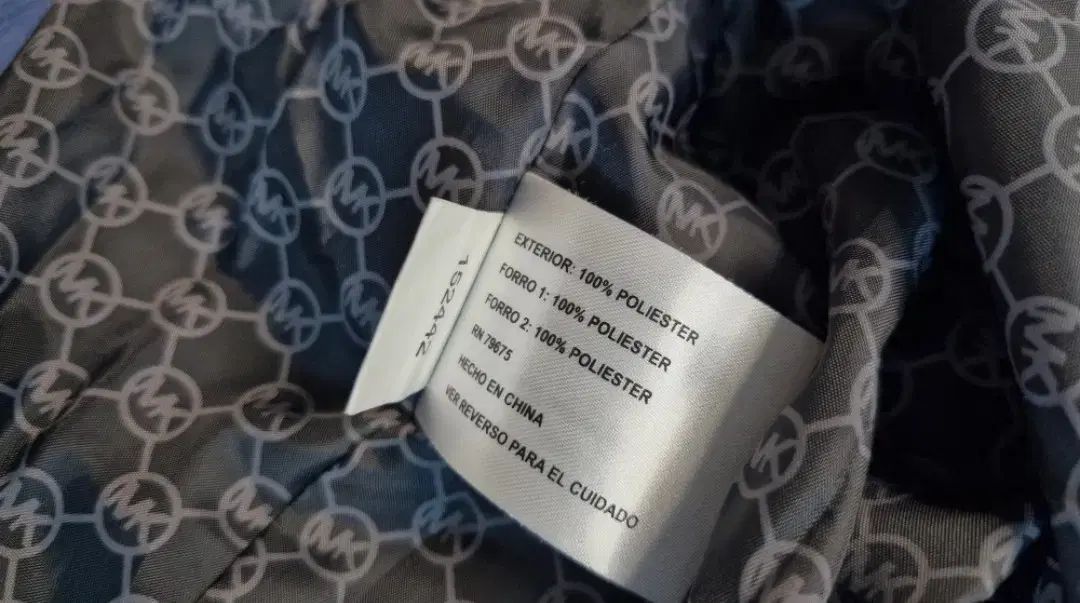 EXTERIOR: 100% POLIESTER
FORRO 1: 100% POLIESTER
FORRO 2: 100% POLIESTER
RN 79675
HECHO EN CHINA
VER REVERSO PARA EL CUIDADO
152442